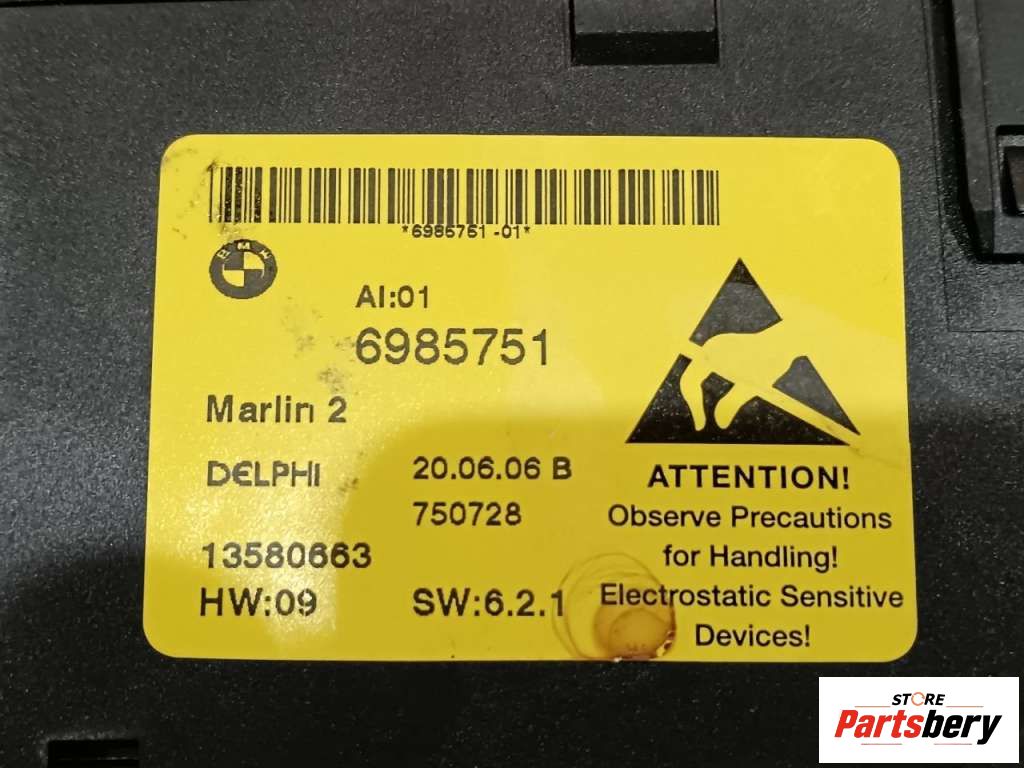 *6985751-01*
BMW
AI:01
6985751
Marlin 2
DELPHI
20.06.06 B
750728
13580663
HW:09
SW:6.2.1
ATTENTION!
Observe Precautions
for Handling!
Electrostatic Sensitive
Devices!
STORE
Partsbery